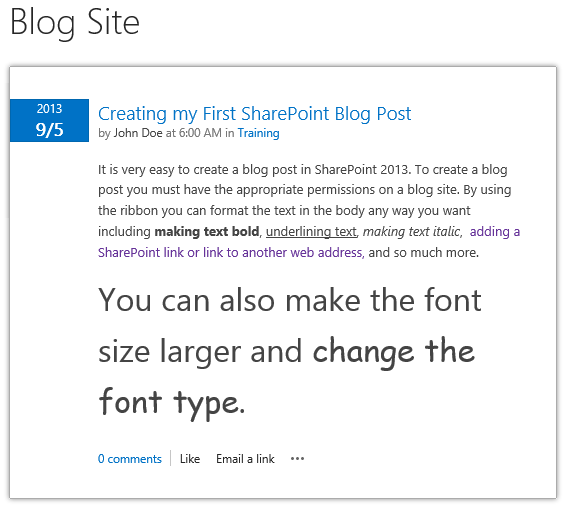 Blog Site
2013
9/5
Creating my First SharePoint Blog Post
by John Doe at 6:00 AM in Training
It is very easy to create a blog post in SharePoint 2013. To create a blog
post you must have the appropriate permissions on a blog site. By using
the ribbon you can format the text in the body any way you want
including making text bold, underlining text, making text italic, adding a
SharePoint link or link to another web address, and so much more.
You can also make the font
size larger and change the
font type.
0 comments Like Email a link •••